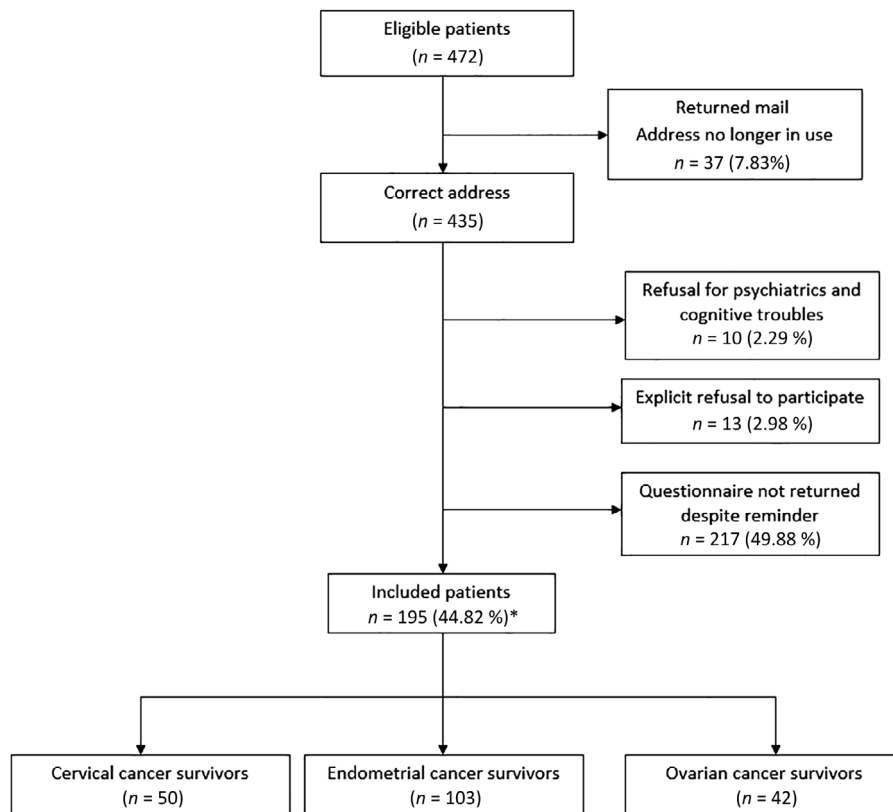 Eligible patients
(n = 472)
Returned mail
Address no longer in use
n = 37 (7.83%)
Correct address
(n = 435)
Refusal for psychiatrics and
cognitive troubles
n = 10 (2.29 %)
Explicit refusal to participate
n = 13 (2.98 %)
Questionnaire not returned
despite reminder
n = 217 (49.88 %)
Included patients
n = 195 (44.82 %)*
Cervical cancer survivors
(n = 50)
Endometrial cancer survivors
(n = 103)
Ovarian cancer survivors
(n = 42)